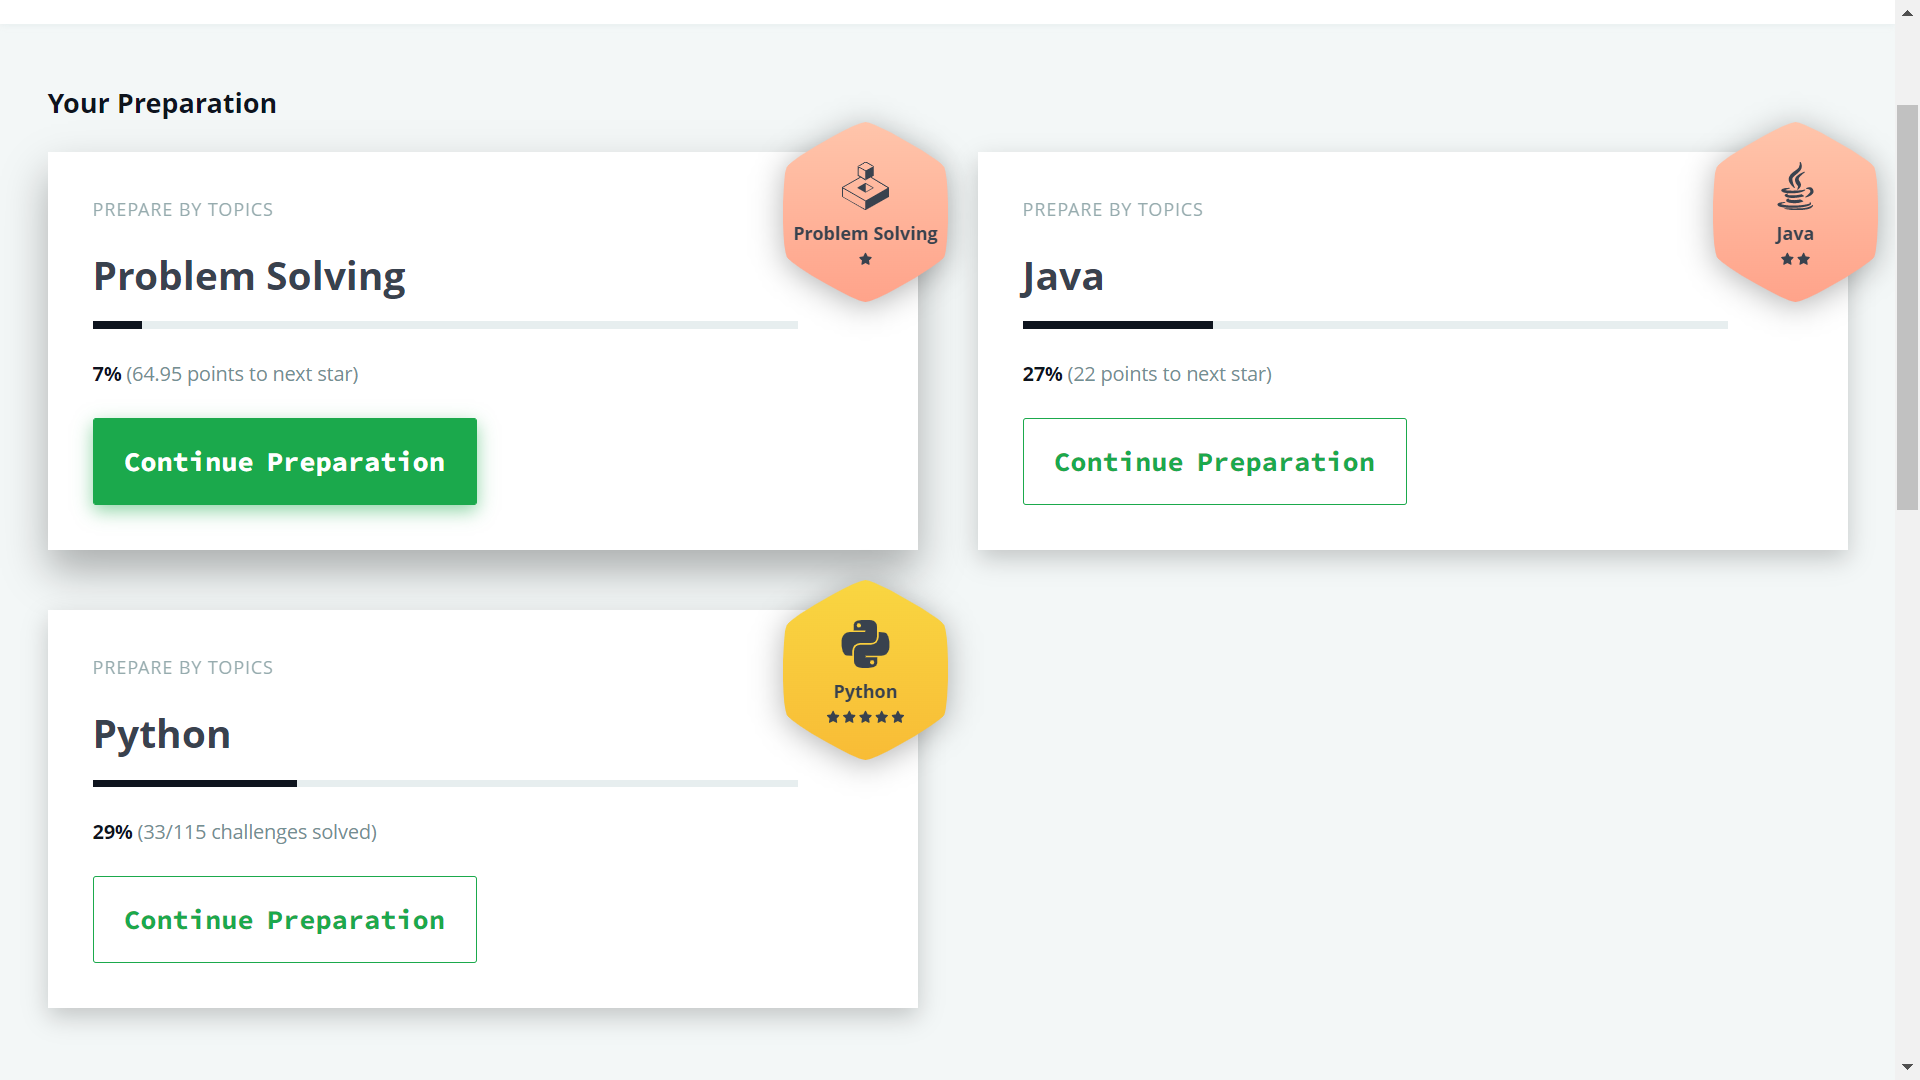 Your Preparation
PREPARE BY TOPICS
Problem Solving
7% (64.95 points to next star)
Continue Preparation
Problem Solving
PREPARE BY TOPICS
Java
27% (22 points to next star)
Continue Preparation
Java
PREPARE BY TOPICS
Python
29% (33/115 challenges solved)
Continue Preparation
Python